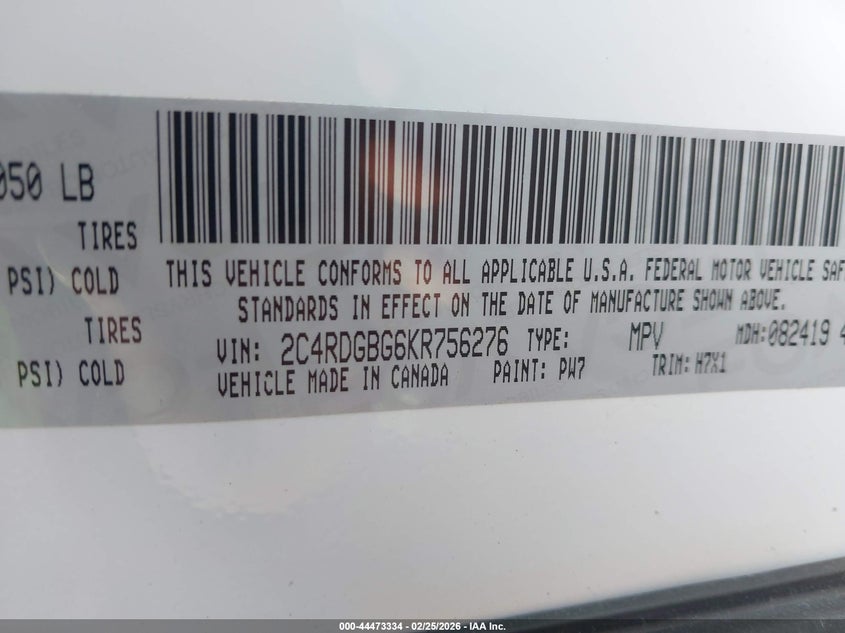 050 LB
TIRES
PSI) COLD
TIRES
PSI) COLD
THIS VEHICLE CONFORMS TO ALL APPLICABLE U.S.A. FEDERAL MOTOR VEHICLE SAF
STANDARDS IN EFFECT ON THE DATE OF MANUFACTURE SHOWN ABOVE.
VIN: 2C4RDGBG6KR756276 TYPE: MPV MDH:082419 4
VEHICLE MADE IN CANADA PAINT: PW7 TRIM: H7X1
000-44473334 - 02/25/2026 - IAA Inc.